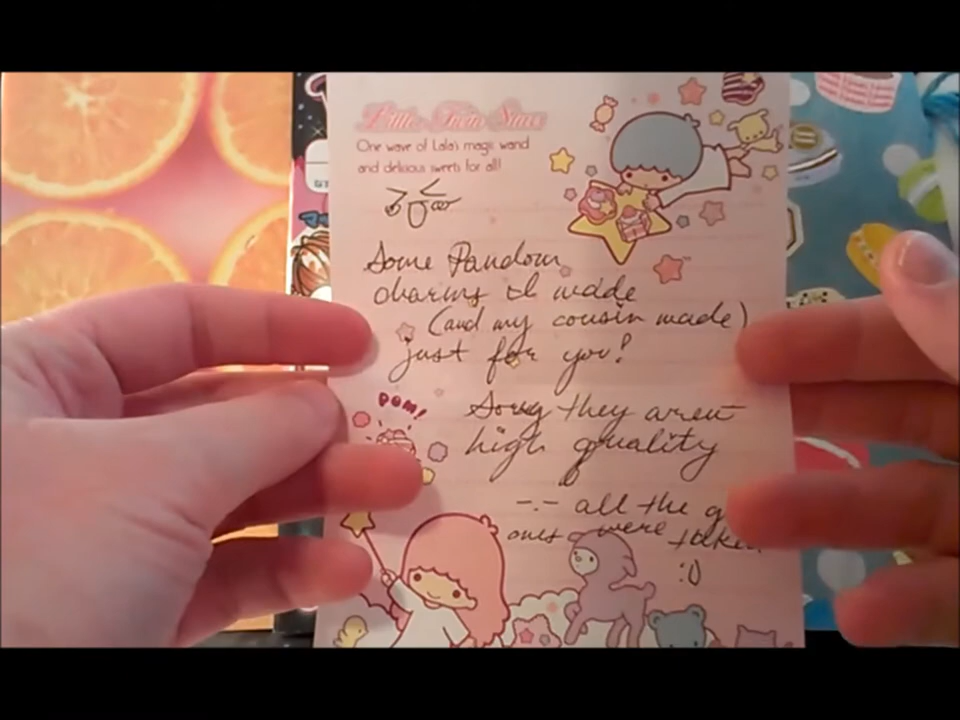 Little Twin Stars
One wave of Lala's magic wand
and delicious sweets for all!
Some Random
charms I made
(and my cousin made)
just for you!
POM!
Sorry they aren
high quality
-.- all the
ones were taken
:0